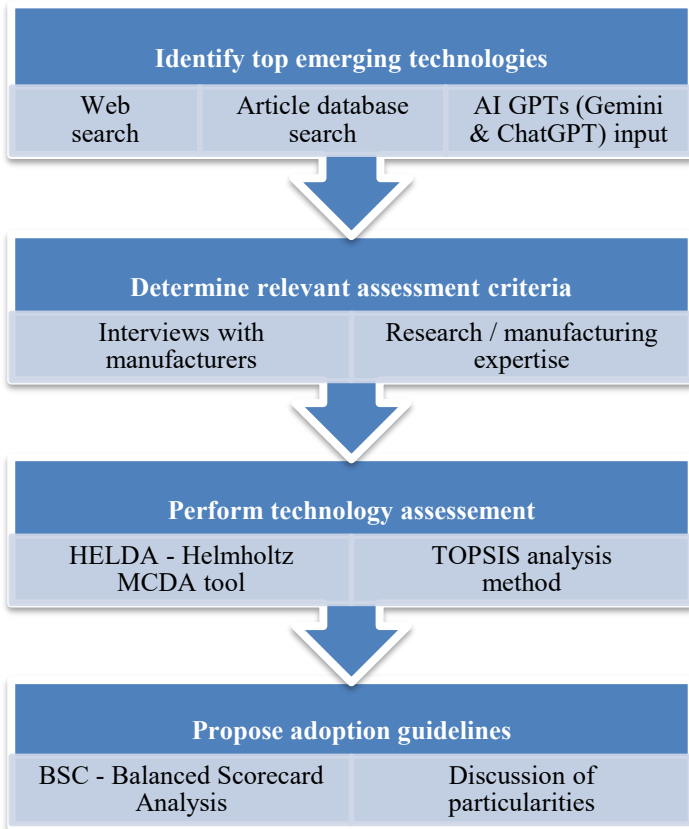 Identify top emerging technologies
Web
search
Article database
search
AI GPTs (Gemini
& ChatGPT) input
Determine relevant assessment criteria
Interviews with
manufacturers
Research / manufacturing
expertise
Perform technology assessement
HELDA - Helmholtz
MCDA tool
TOPSIS analysis
method
Propose adoption guidelines
BSC - Balanced Scorecard
Analysis
Discussion of
particularities